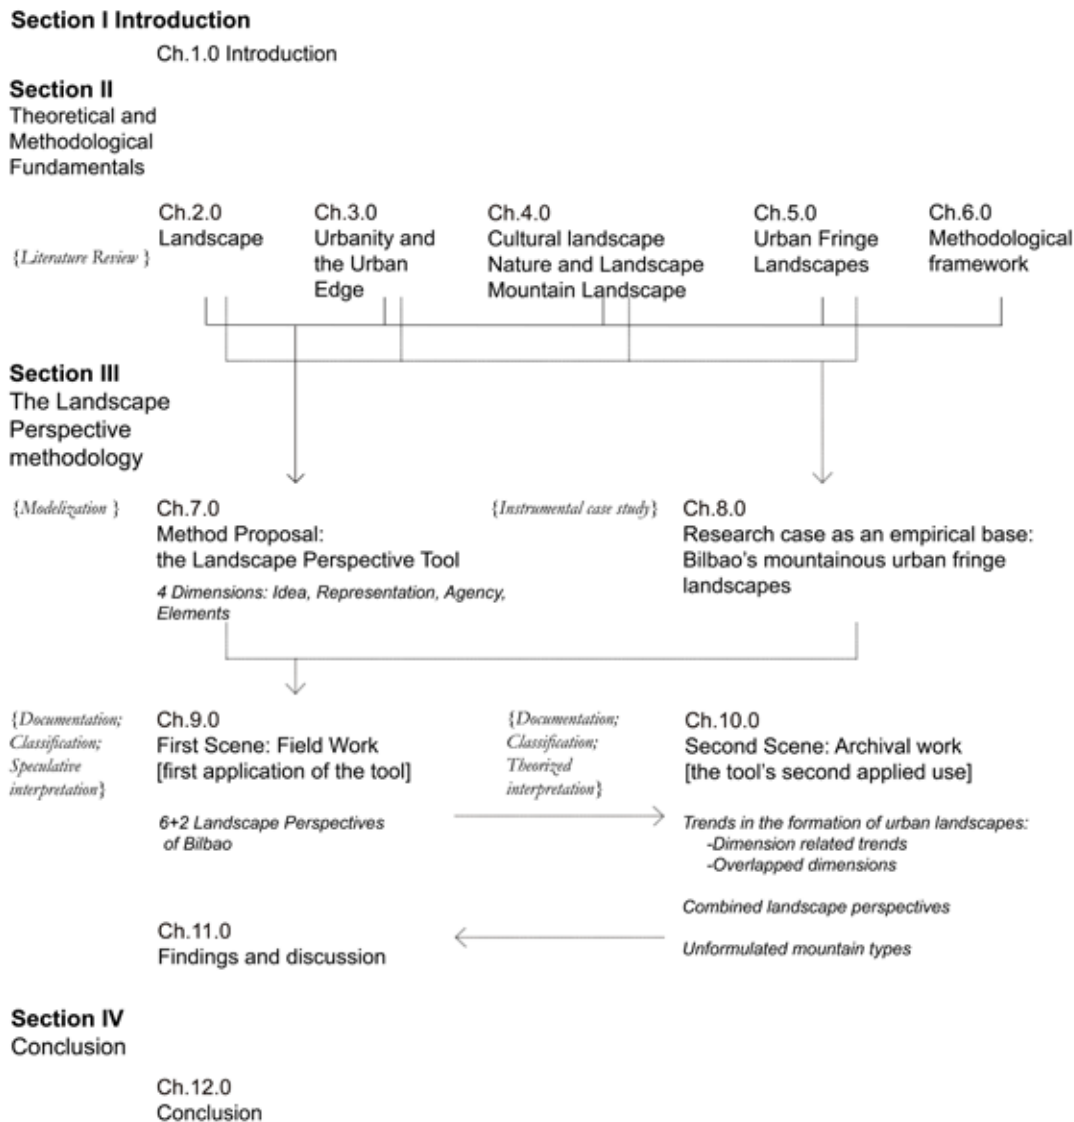 Section I Introduction
Ch.1.0 Introduction
Section II
Theoretical and
Methodological
Fundamentals
{Literature Review }
Ch.2.0
Landscape
Ch.3.0
Urbanity and
the Urban
Edge
Ch.4.0
Cultural landscape
Nature and Landscape
Mountain Landscape
Ch.5.0
Urban Fringe
Landscapes
Ch.6.0
Methodological
framework
Section III
The Landscape
Perspective
methodology
{Modelization }
Ch.7.0
Method Proposal:
the Landscape Perspective Tool
4 Dimensions: Idea, Representation, Agency,
Elements
{Instrumental case study}
Ch.8.0
Research case as an empirical base:
Bilbao's mountainous urban fringe
landscapes
{Documentation;
Classification;
Speculative
interpretation}
Ch.9.0
First Scene: Field Work
[first application of the tool]
6+2 Landscape Perspectives
of Bilbao
{Documentation;
Classification;
Theorized
interpretation}
Ch.10.0
Second Scene: Archival work
[the tool's second applied use]
Trends in the formation of urban landscapes:
-Dimension related trends
-Overlapped dimensions
Combined landscape perspectives
Unformulated mountain types
Ch.11.0
Findings and discussion
Section IV
Conclusion
Ch.12.0
Conclusion